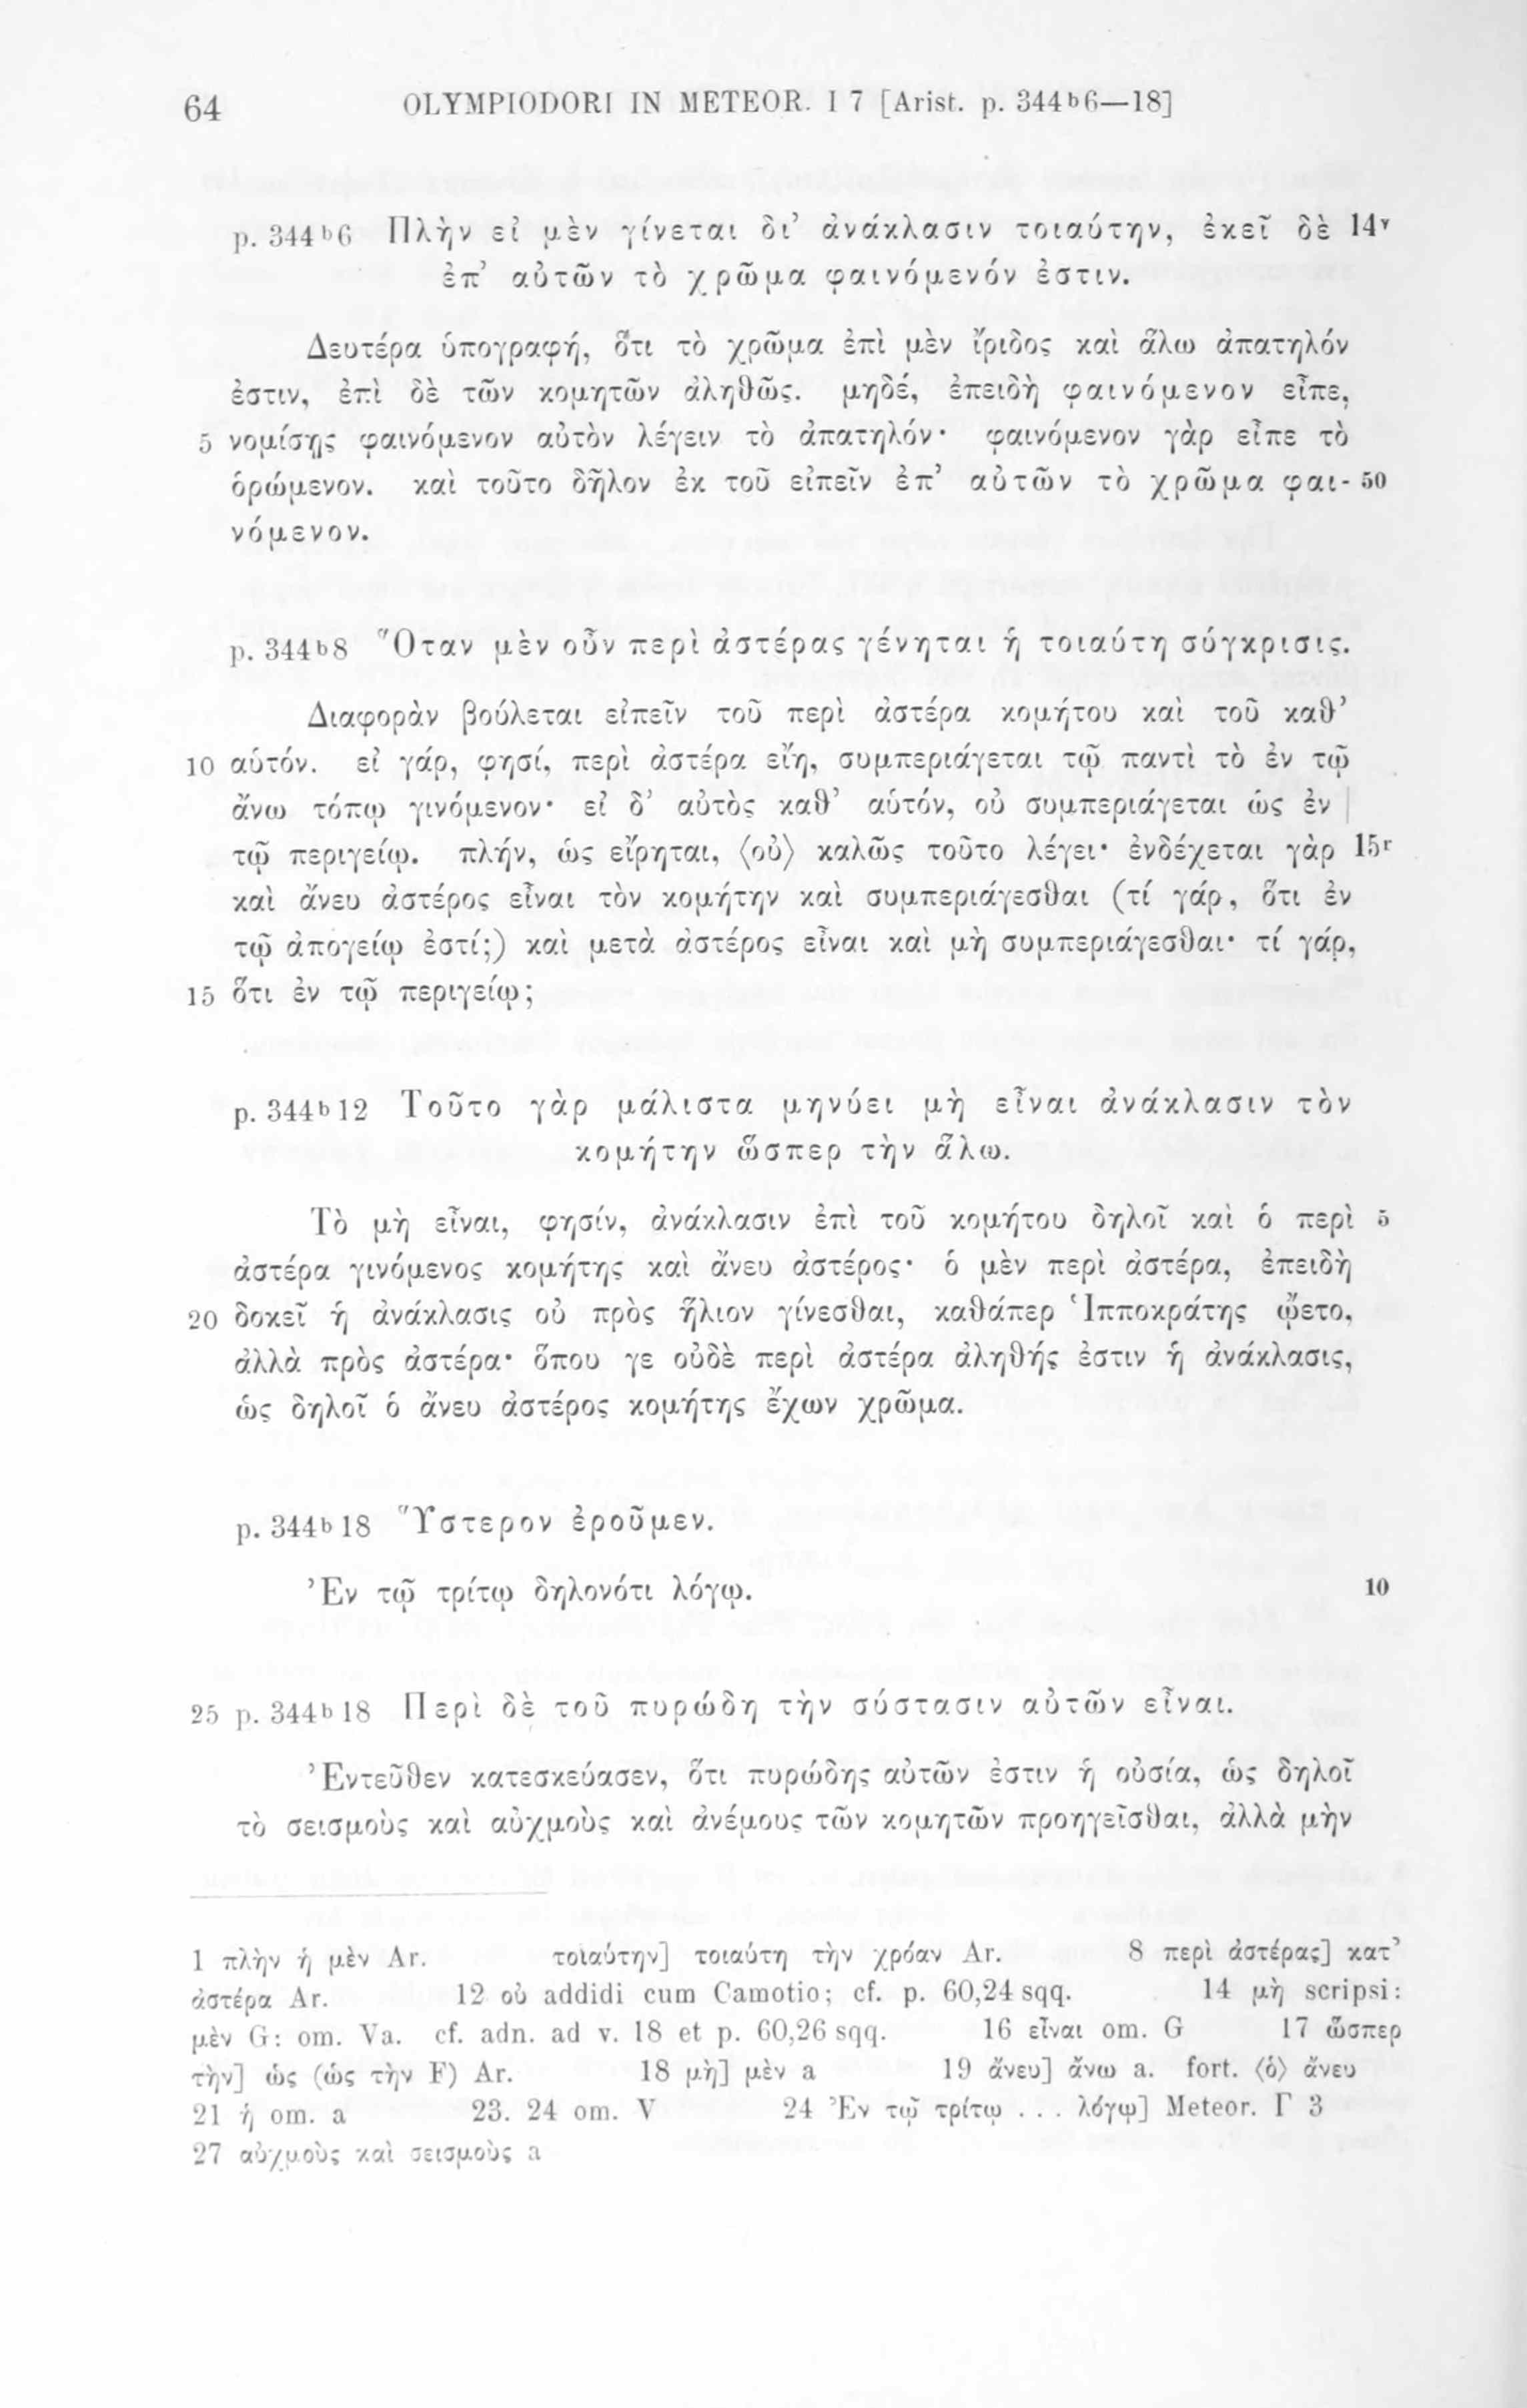 64 OLYMPIODORI IN METEOR. I 7 [Arist. p. 344b6—18]
p. 344b6 Πλὴν εἰ μὲν γίνεται δι’ ἀνάκλασιν τοιαύτην, ἐκεῖ δὲ 14v
ἐπ’ αὐτῶν τὸ χρῶμα φαινόμενόν ἐστιν.
Δευτέρα ὑπογραφή, ὅτι τὸ χρῶμα ἐπὶ μὲν ἴριδος καὶ ἅλω ἀπατηλόν
ἐστιν, ἐπὶ δὲ τῶν κομητῶν ἀληθῶς. μηδέ, ἐπειδὴ φαινόμενον εἶπε,
5 νομίσῃς φαινόμενον αὐτὸν λέγειν τὸ ἀπατηλόν· φαινόμενον γὰρ εἶπε τὸ
ὁρώμενον. καὶ τοῦτο δῆλον ἐκ τοῦ εἰπεῖν ἐπ’ αὐτῶν τὸ χρῶμα φαι- 50
νόμενον.
p. 344b8 Ὅταν μὲν οὖν περὶ ἀστέρας γένηται ἡ τοιαύτη σύγκρισις.
Διαφορὰν βούλεται εἰπεῖν τοῦ περὶ ἀστέρα κομήτου καὶ τοῦ καθ’
10 αὑτόν. εἰ γάρ, φησί, περὶ ἀστέρα εἴη, συμπεριάγεται τῷ παντὶ τὸ ἐν τῷ
ἄνω τόπῳ γινόμενον· εἰ δ’ αὐτὸς καθ’ αὑτόν, οὐ συμπεριάγεται ὡς ἐν |
τῷ περιγείῳ. πλήν, ὡς εἴρηται, ⟨οὐ⟩ καλῶς τοῦτο λέγει· ἐνδέχεται γὰρ 15r
καὶ ἄνευ ἀστέρος εἶναι τὸν κομήτην καὶ συμπεριάγεσθαι (τί γάρ, ὅτι ἐν
τῷ ἀπογείῳ ἐστί;) καὶ μετὰ ἀστέρος εἶναι καὶ μὴ συμπεριάγεσθαι· τί γάρ,
15 ὅτι ἐν τῷ περιγείῳ;
p. 344b12 Τοῦτο γὰρ μάλιστα μηνύει μὴ εἶναι ἀνάκλασιν τὸν
κομήτην ὥσπερ τὴν ἅλω.
Τὸ μὴ εἶναι, φησίν, ἀνάκλασιν ἐπὶ τοῦ κομήτου δηλοῖ καὶ ὁ περὶ 5
ἀστέρα γινόμενος κομήτης καὶ ἄνευ ἀστέρος· ὁ μὲν περὶ ἀστέρα, ἐπειδὴ
20 δοκεῖ ἡ ἀνάκλασις οὐ πρὸς ἥλιον γίνεσθαι, καθάπερ Ἱπποκράτης ᾤετο,
ἀλλὰ πρὸς ἀστέρα· ὅπου γε οὐδὲ περὶ ἀστέρα ἀληθής ἐστιν ἡ ἀνάκλασις,
ὡς δηλοῖ ὁ ἄνευ ἀστέρος κομήτης ἔχων χρῶμα.
p. 344b18 Ὕστερον ἐροῦμεν.
Ἐν τῷ τρίτῳ δηλονότι λόγῳ. 10
25 p. 344b18 Περὶ δὲ τοῦ πυρώδη τὴν σύστασιν αὐτῶν εἶναι.
Ἐντεῦθεν κατεσκεύασεν, ὅτι πυρώδης αὐτῶν ἐστιν ἡ οὐσία, ὡς δηλοῖ
τὸ σεισμοὺς καὶ αὐχμοὺς καὶ ἀνέμους τῶν κομητῶν προηγεῖσθαι, ἀλλὰ μὴν
1 πλὴν ἡ μὲν Ar. τοιαύτην] τοιαύτη τὴν χρόαν Ar. 8 περὶ ἀστέρας] κατ’
ἀστέρα Ar. 12 οὐ addidi cum Camotio; cf. p. 60,24 sqq. 14 μὴ scripsi:
μὲν G: om. Va. cf. adn. ad v. 18 et p. 60,26 sqq. 16 εἶναι om. G 17 ὥσπερ
τὴν] ὡς (ὡς τὴν F) Ar. 18 μὴ] μὲν a 19 ἄνευ] ἄνω a. fort. ⟨ὁ⟩ ἄνευ
21 ἡ om. a 23. 24 om. V 24 Ἐν τῷ τρίτῳ . . . λόγῳ] Meteor. Γ 3
27 αὐχμοὺς καὶ σεισμοὺς a